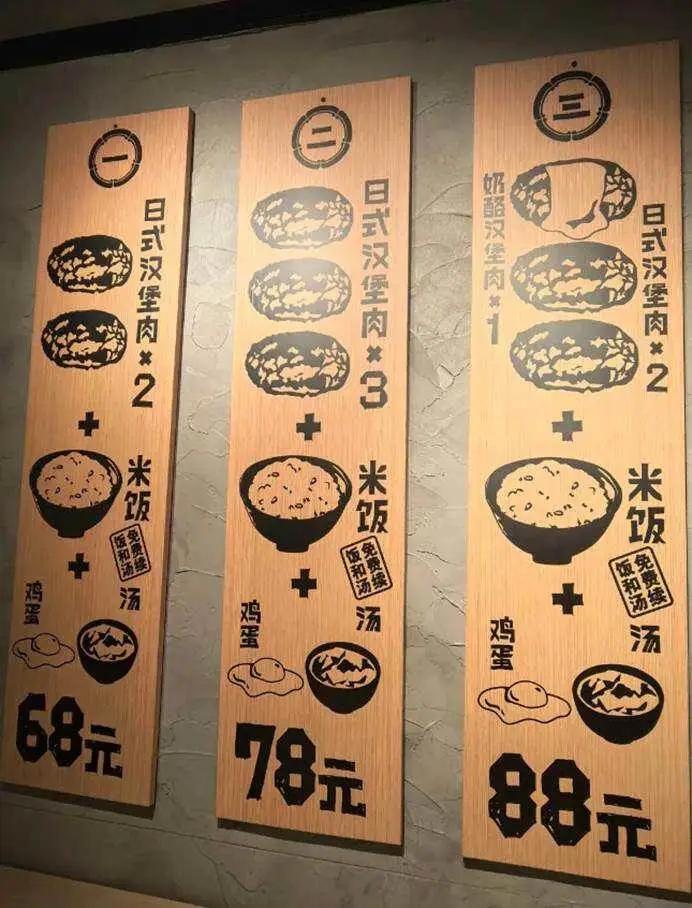 一
日式汉堡肉×2
+
米饭
免费续
饭和汤
+
鸡蛋
汤
68元
二
日式汉堡肉×3
+
米饭
免费续
饭和汤
+
鸡蛋
汤
78元
三
奶酪汉堡肉×1
日式汉堡肉×2
+
米饭
免费续
饭和汤
+
鸡蛋
汤
88元